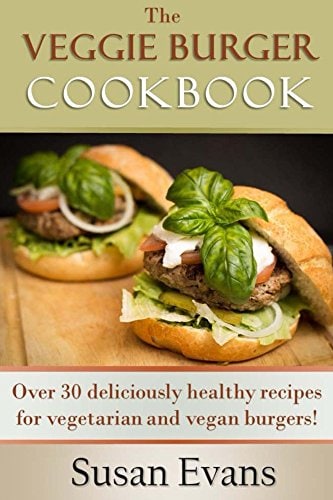 The
VEGGIE BURGER
COOKBOOK
Over 30 deliciously healthy recipes
for vegetarian and vegan burgers!
Susan Evans